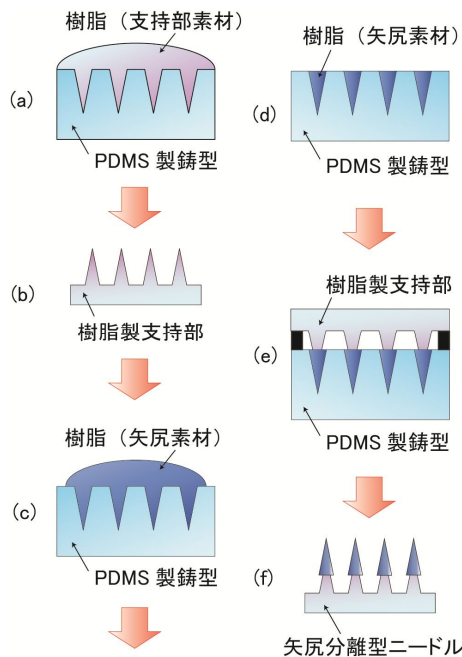 樹脂（支持部素材）
(a)
PDMS 製鋳型
(b)
樹脂製支持部
樹脂（矢尻素材）
(c)
PDMS 製鋳型
樹脂（矢尻素材）
(d)
PDMS 製鋳型
樹脂製支持部
(e)
PDMS 製鋳型
(f)
矢尻分離型ニードル